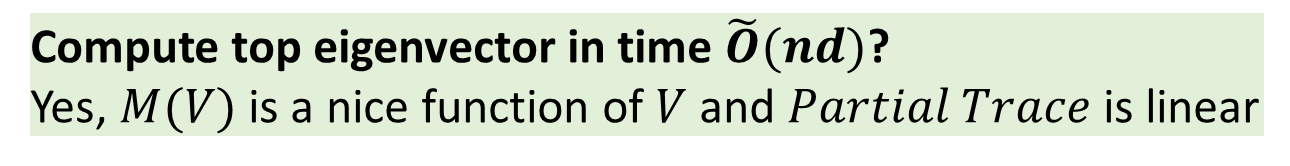 Compute top eigenvector in time Õ(nd)?
Yes, M(V) is a nice function of V and Partial Trace is linear